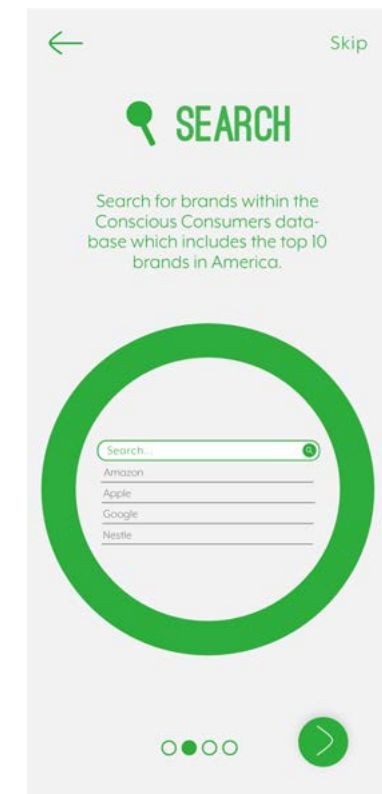 Skip
SEARCH
Search for brands within the
Conscious Consumers data-
base which includes the top 10
brands in America.
Search...
Amazon
Apple
Google
Nestle